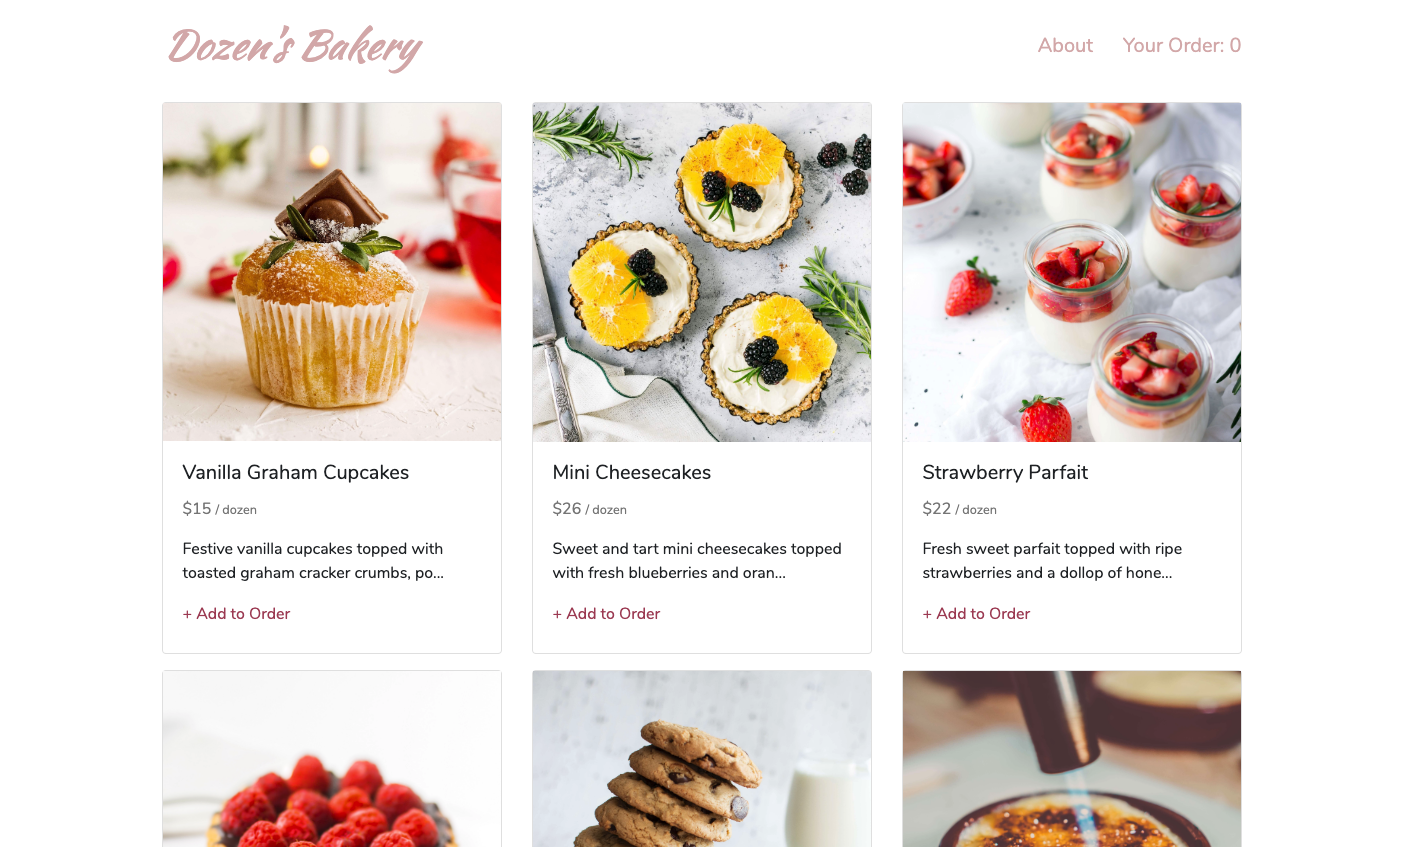 Dozen's Bakery
About Your Order: 0
Vanilla Graham Cupcakes
$15 / dozen
Festive vanilla cupcakes topped with
toasted graham cracker crumbs, po...
+ Add to Order
Mini Cheesecakes
$26 / dozen
Sweet and tart mini cheesecakes topped
with fresh blueberries and oran...
+ Add to Order
Strawberry Parfait
$22 / dozen
Fresh sweet parfait topped with ripe
strawberries and a dollop of hone...
+ Add to Order